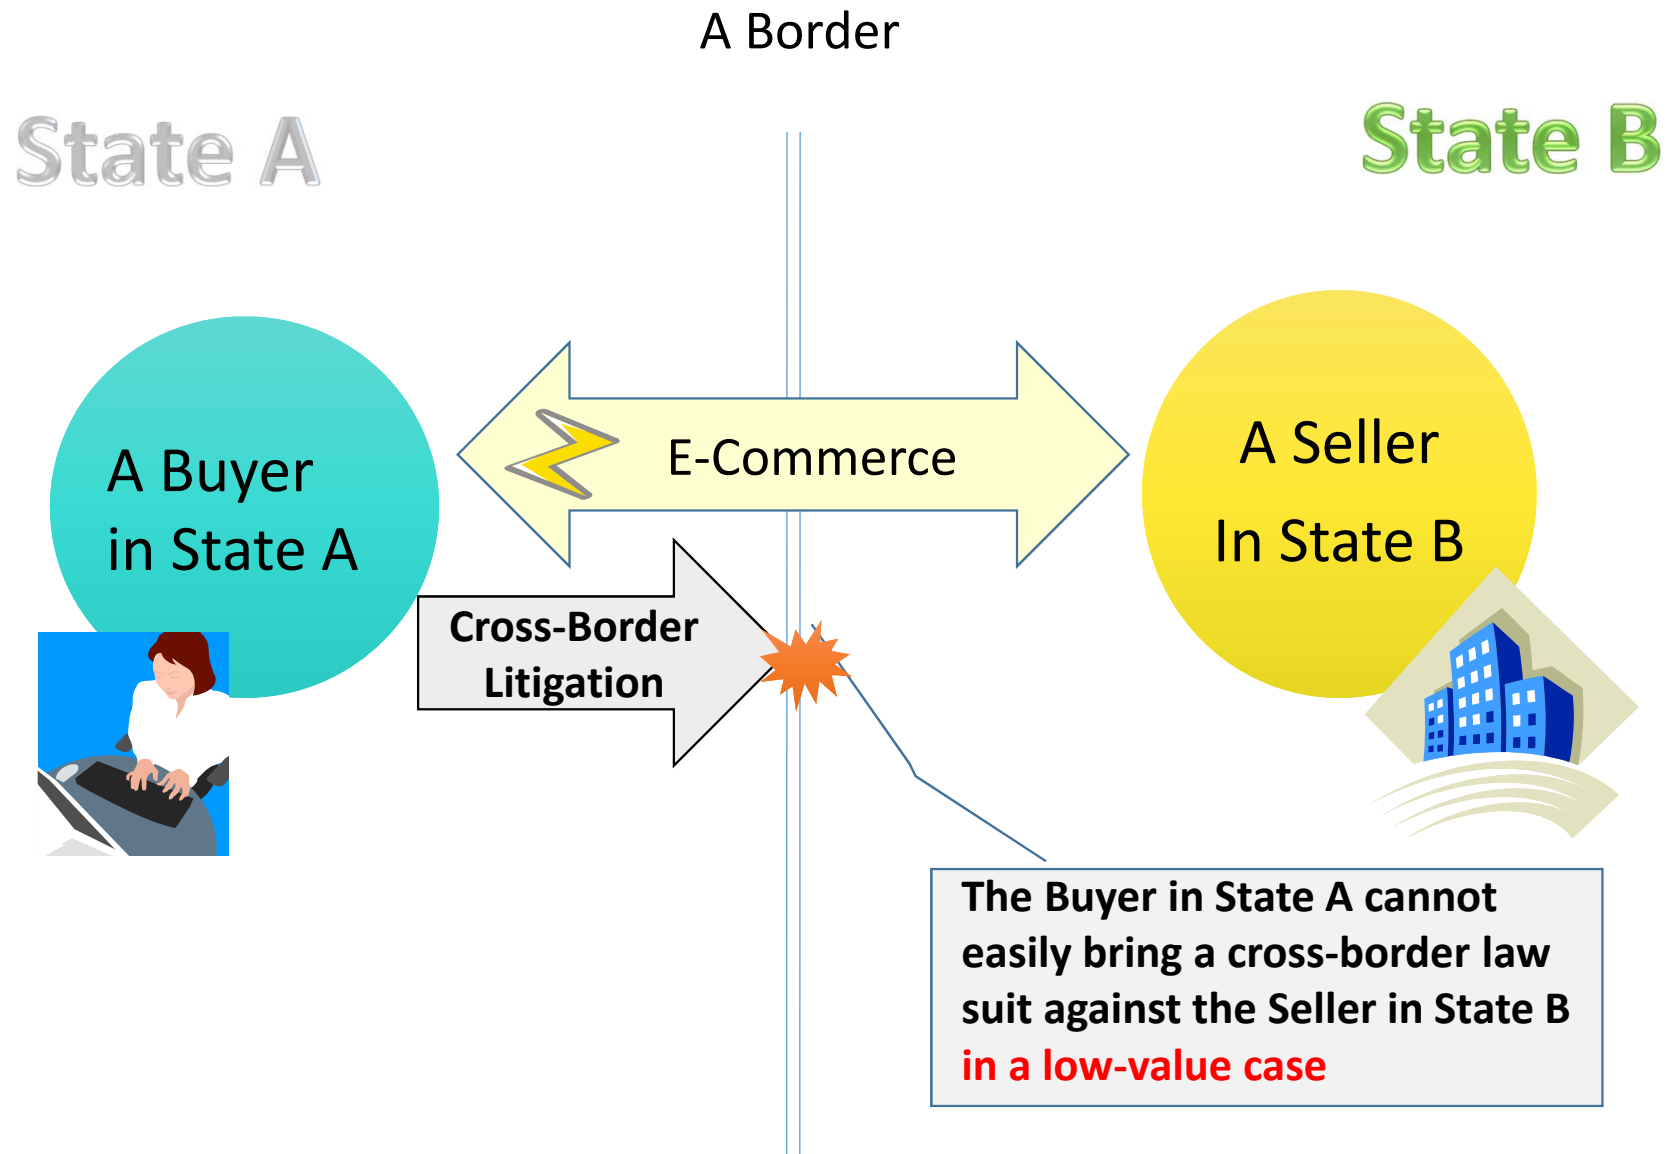 A Border
State A
State B
A Buyer
in State A
E-Commerce
A Seller
In State B
Cross-Border
Litigation
The Buyer in State A cannot
easily bring a cross-border law
suit against the Seller in State B
in a low-value case